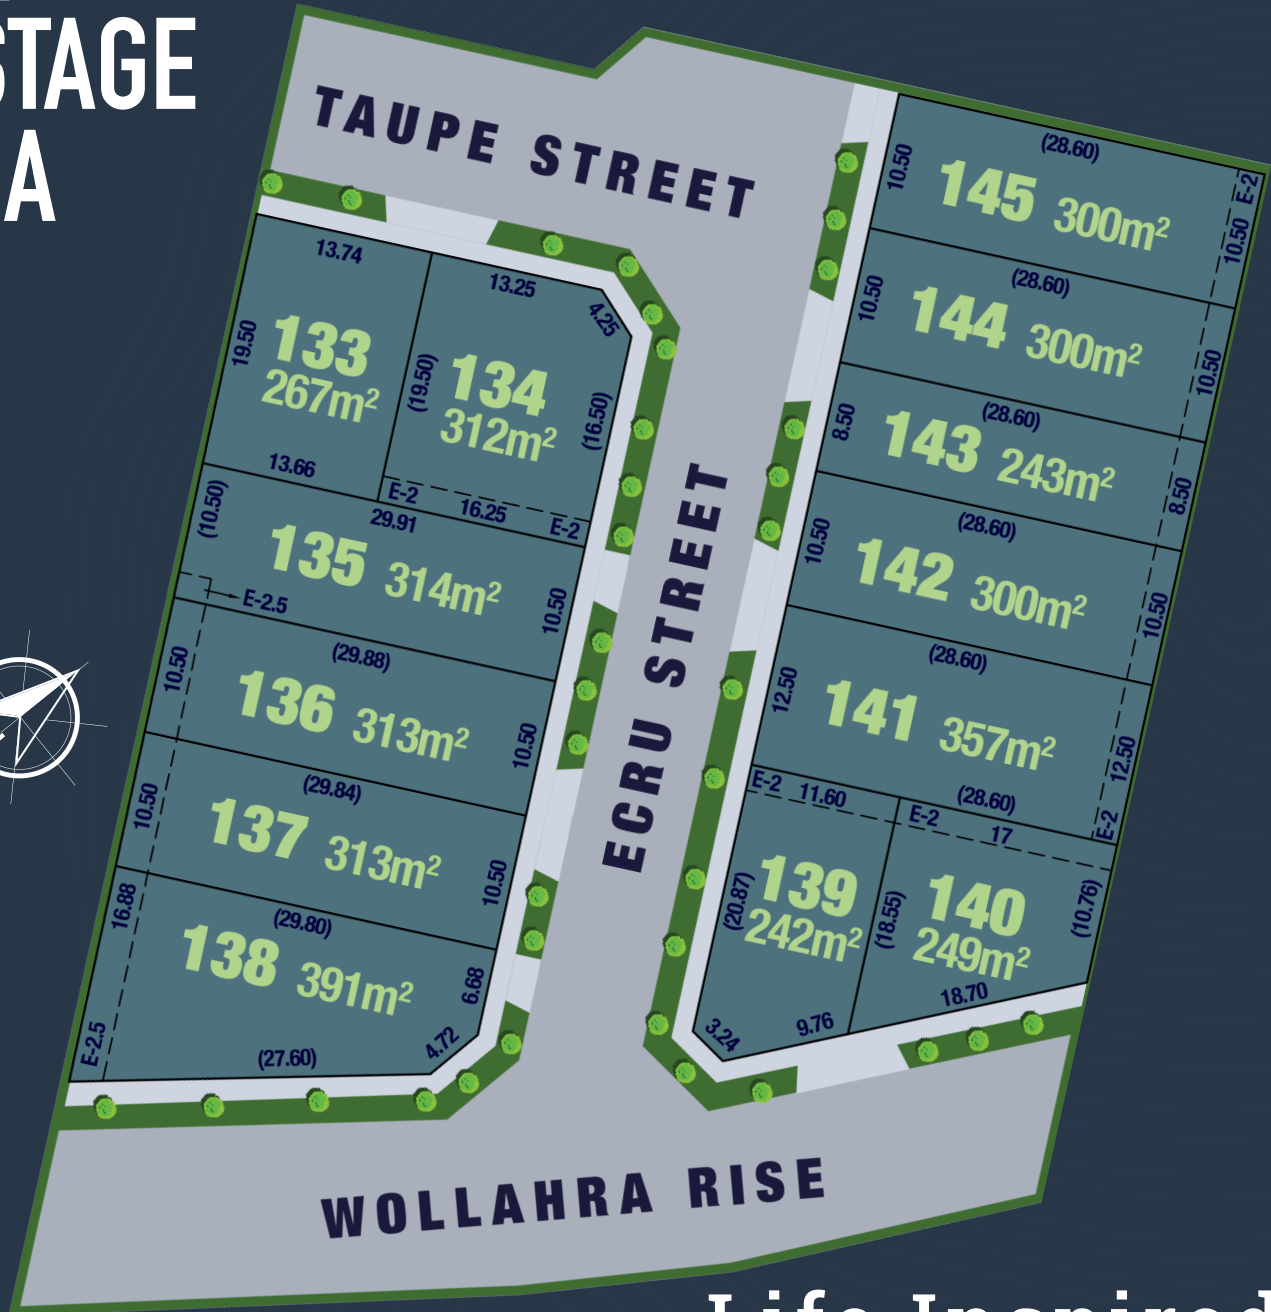 STAGE
A
TAUPE STREET
ECRU STREET
WOLLAHRA RISE
13.74
19.50
133
267m²
13.66
13.25
4.25
(19.50)
134
312m²
(16.50)
E-2
16.25
E-2
(10.50)
29.91
135 314m²
10.50
E-2.5
(29.88)
10.50
136 313m²
10.50
(29.84)
10.50
137 313m²
10.50
(29.80)
16.88
138 391m²
6.68
4.72
E-2.5
(27.60)
(28.60)
10.50
145 300m²
E-2
10.50
(28.60)
10.50
144 300m²
10.50
(28.60)
8.50
143 243m²
8.50
(28.60)
10.50
142 300m²
10.50
(28.60)
12.50
141 357m²
12.50
(28.60)
E-2
E-2
11.60
139
242m²
(20.87)
3.24
9.76
E-2
17
(18.55)
140
249m²
(10.76)
18.70
Life Inspired